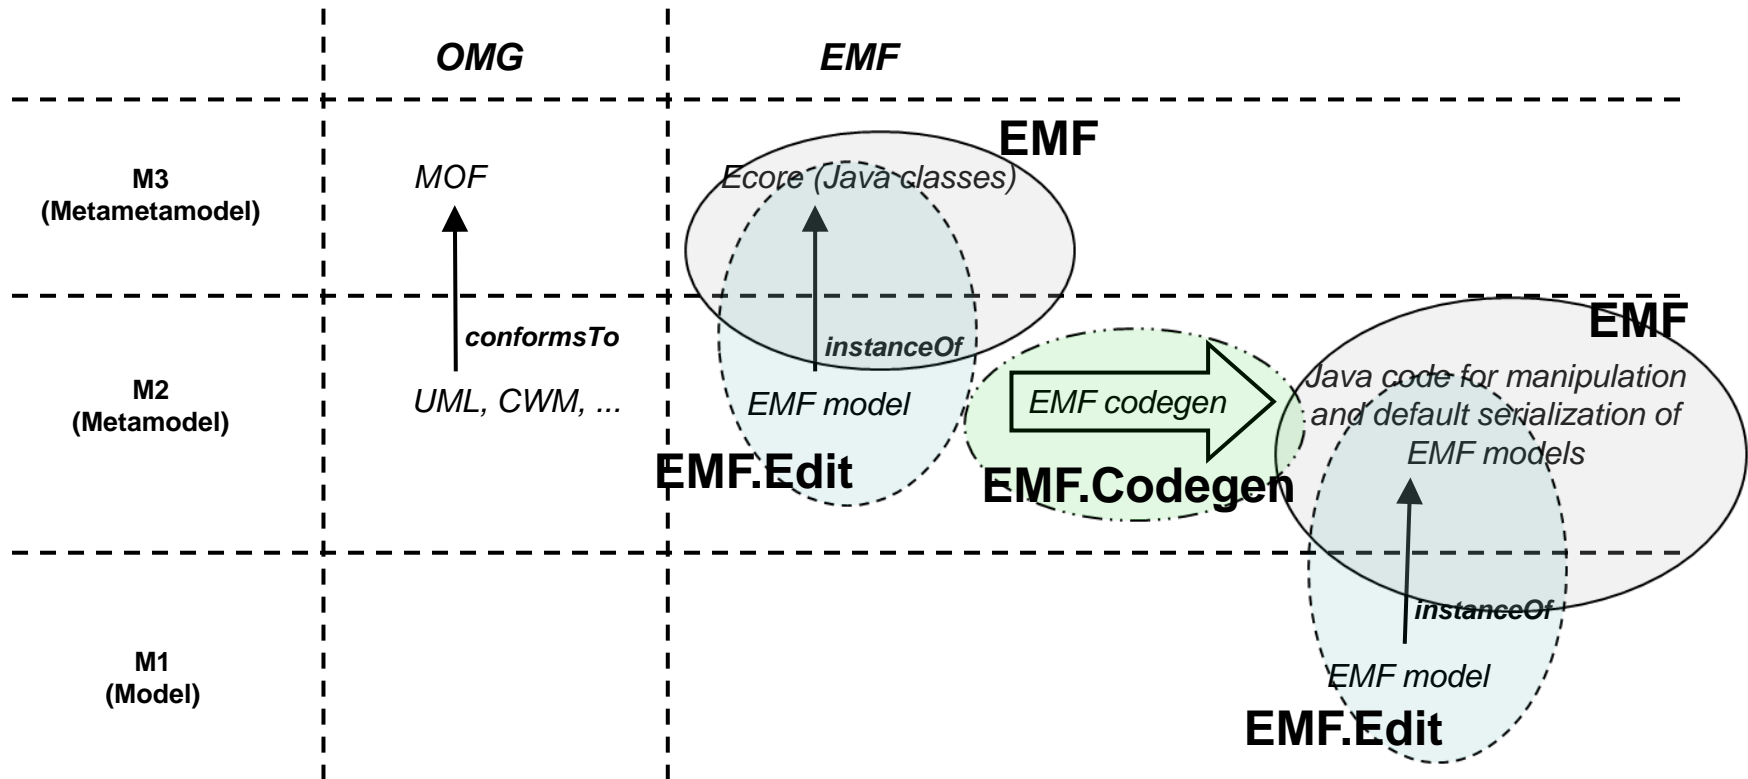 OMG
EMF
EMF
M3
(Metametamodel)
MOF
Ecore (Java classes)
EMF
conformsTo
instanceOf
M2
(Metamodel)
UML, CWM, ...
EMF model
EMF codegen
Java code for manipulation
and default serialization of
EMF models
EMF.Edit
EMF.Codegen
instanceOf
M1
(Model)
EMF model
EMF.Edit